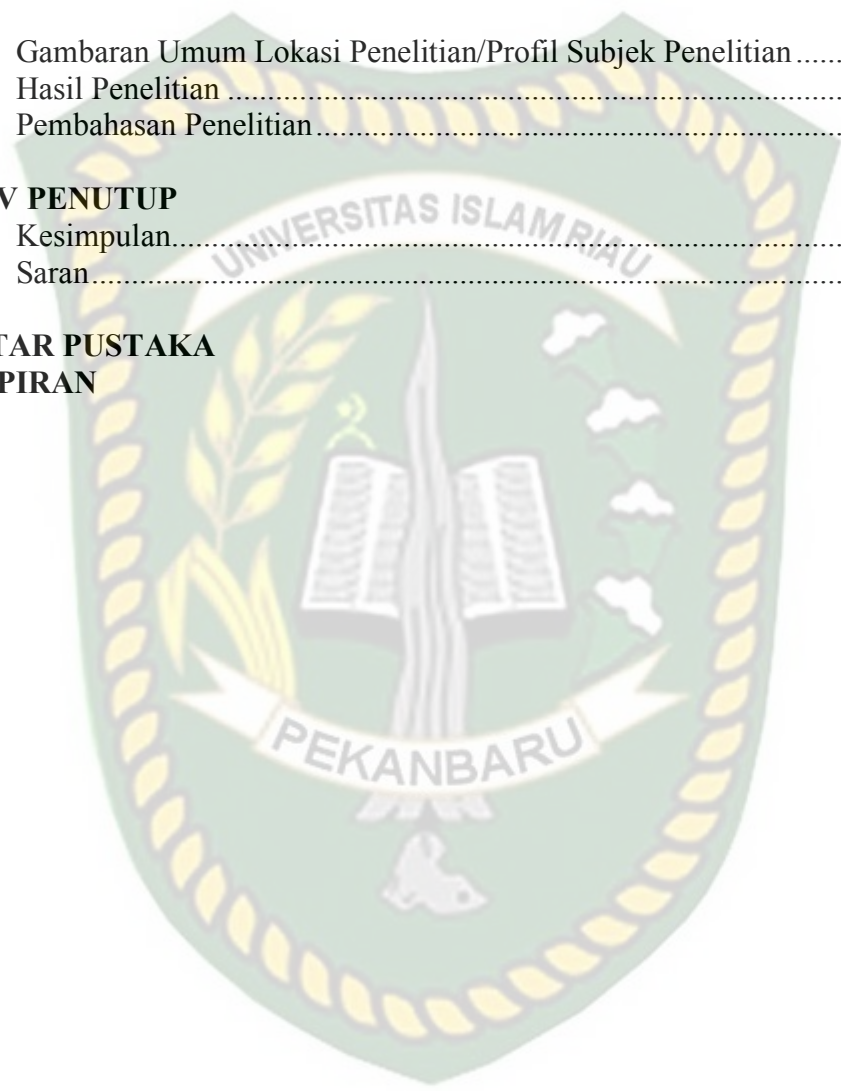 Gambaran Umum Lokasi Penelitian/Profil Subjek Penelitian ......
Hasil Penelitian ..............................................................................
Pembahasan Penelitian ..................................................................
V PENUTUP
Kesimpulan....................................................................................
Saran..............................................................................................
TAR PUSTAKA
PIRAN
UNIVERSITAS ISLAM RIAU
PEKANBARU